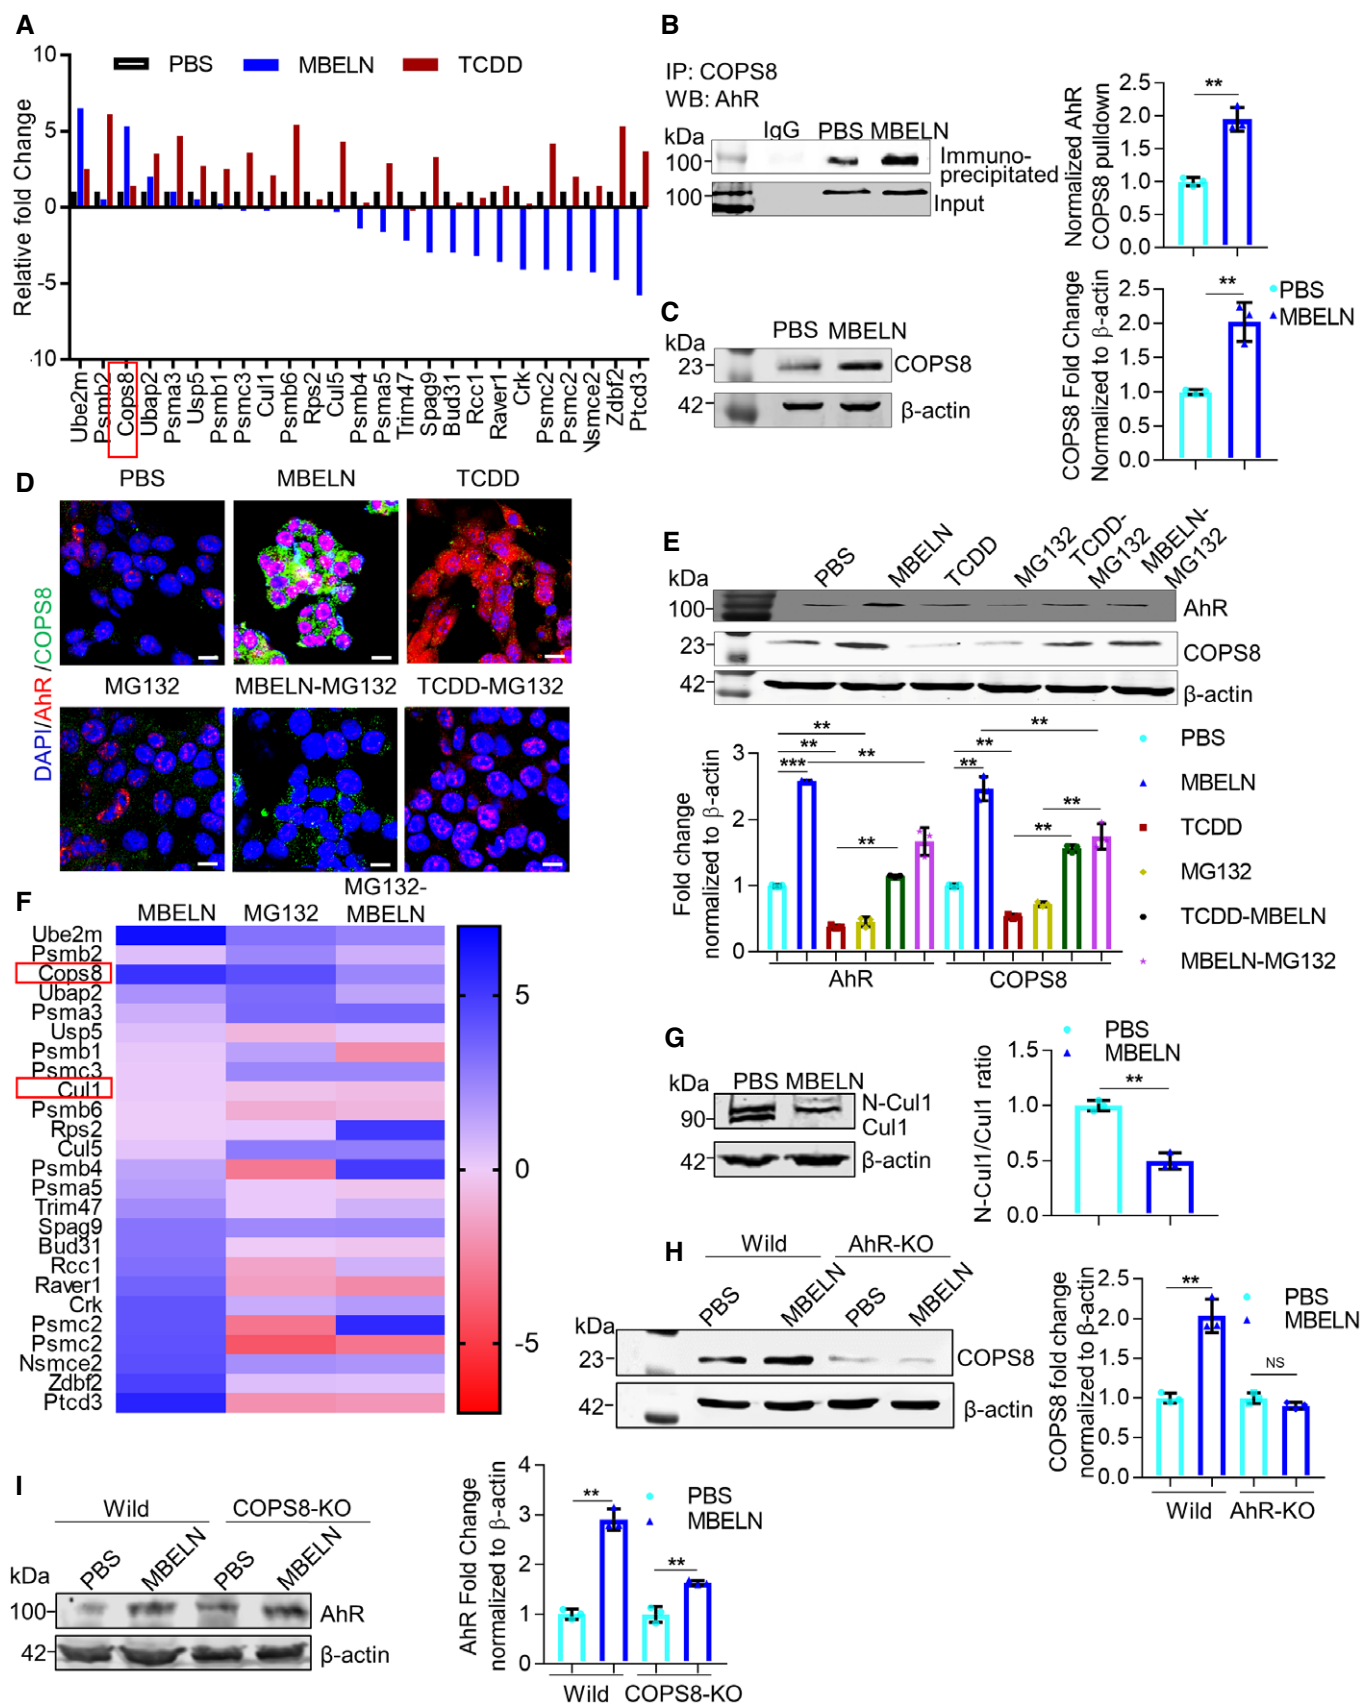 A
10
5
0
-5
-10
Relative fold Change
PBS
MBELN
TCDD
Ube2m
Psmb2
Cops8
Ubap2
Psma3
Usp5
Psmb1
Psmc3
Cul1
Psmb6
Rps2
Cul5
Psmb4
Psma5
Trim47
Spag9
Bud31
Rcc1
Raver1
Crk
Psmc2
Psmc2
Nsmce2
Zdbf2
Ptcd3
B
IP: COPS8
WB: AhR
kDa
IgG PBS MBELN
100
Immuno-
precipitated
100
Input
Normalized AhR
COPS8 pulldown
2.5
2.0
1.5
1.0
0.5
0.0
**
C
kDa
PBS MBELN
23
COPS8
42
β-actin
COPS8 Fold Change
Normalized to β-actin
2.5
2.0
1.5
1.0
0.5
0.0
**
PBS
MBELN
D
DAPI/AhR/COPS8
PBS MBELN TCDD
MG132 MBELN-MG132 TCDD-MG132
E
kDa
PBS
MBELN
TCDD
MG132
TCDD-
MG132
MBELN-
MG132
100
AhR
23
COPS8
42
β-actin
Fold change
normalized to β-actin
3
2
1
0
***
**
**
**
**
**
**
**
**
**
AhR
COPS8
PBS
MBELN
TCDD
MG132
TCDD-MBELN
MBELN-MG132
F
MBELN
MG132
MG132-
MBELN
Ube2m
Psmb2
Cops8
Ubap2
Psma3
Usp5
Psmb1
Psmc3
Cul1
Psmb6
Rps2
Cul5
Psmb4
Psma5
Trim47
Spag9
Bud31
Rcc1
Raver1
Crk
Psmc2
Psmc2
Nsmce2
Zdbf2
Ptcd3
5
0
-5
G
kDa
PBS MBELN
90
N-Cul1
Cul1
42
β-actin
N-Cul1/Cul1 ratio
1.5
1.0
0.5
0.0
**
PBS
MBELN
H
Wild
AhR-KO
PBS
MBELN
PBS
MBELN
kDa
23
COPS8
42
β-actin
COPS8 fold change
normalized to β-actin
2.5
2.0
1.5
1.0
0.5
0.0
**
NS
PBS
MBELN
Wild
AhR-KO
I
Wild
COPS8-KO
PBS
MBELN
PBS
MBELN
kDa
100
AhR
42
β-actin
AhR Fold Change
normalized to β-actin
4
3
2
1
0
**
**
PBS
MBELN
Wild
COPS8-KO